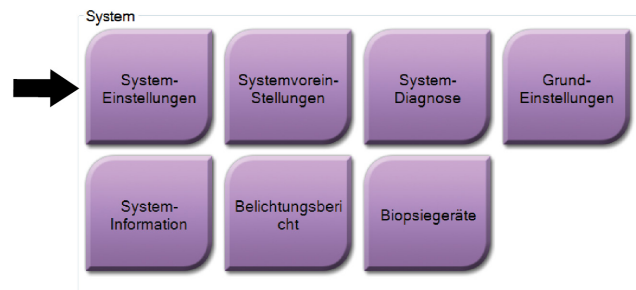 System
System-
Einstellungen
Systemvorein-
Stellungen
System-
Diagnose
Grund-
Einstellungen
System-
Information
Belichtungsberi
cht
Biopsiegeräte